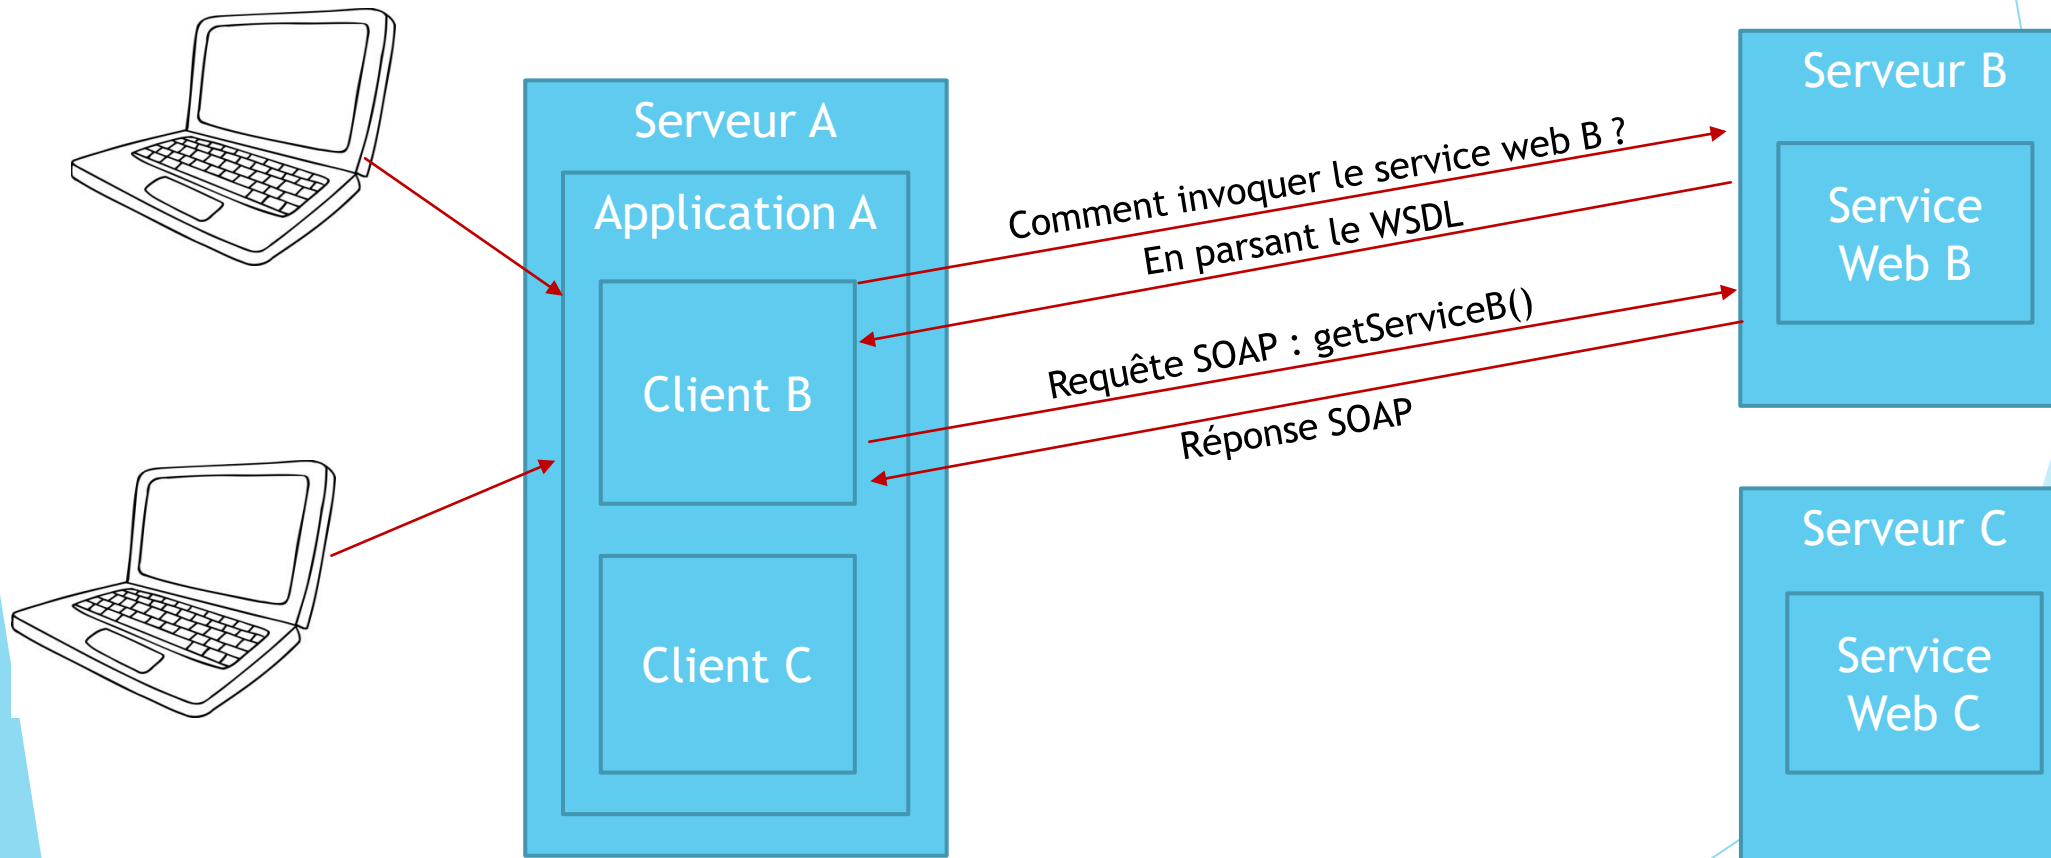 Serveur A
Application A
Client B
Client C
Comment invoquer le service web B ?
En parsant le WSDL
Requête SOAP : getServiceB()
Réponse SOAP
Serveur B
Service
Web B
Serveur C
Service
Web C